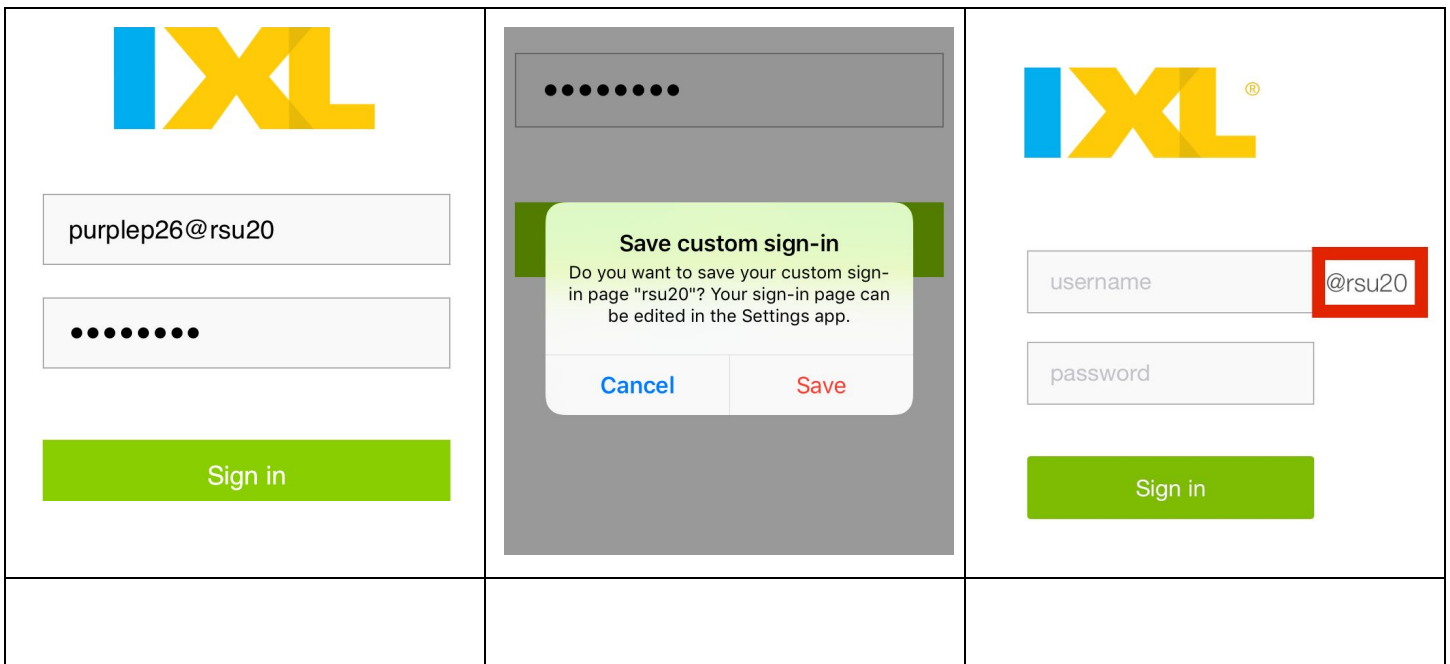 IXL
purplep26@rsu20
••••••••
Sign in
••••••••
Save custom sign-in
Do you want to save your custom sign-
in page "rsu20"? Your sign-in page can
be edited in the Settings app.
Cancel
Save
IXL®
username
@rsu20
password
Sign in